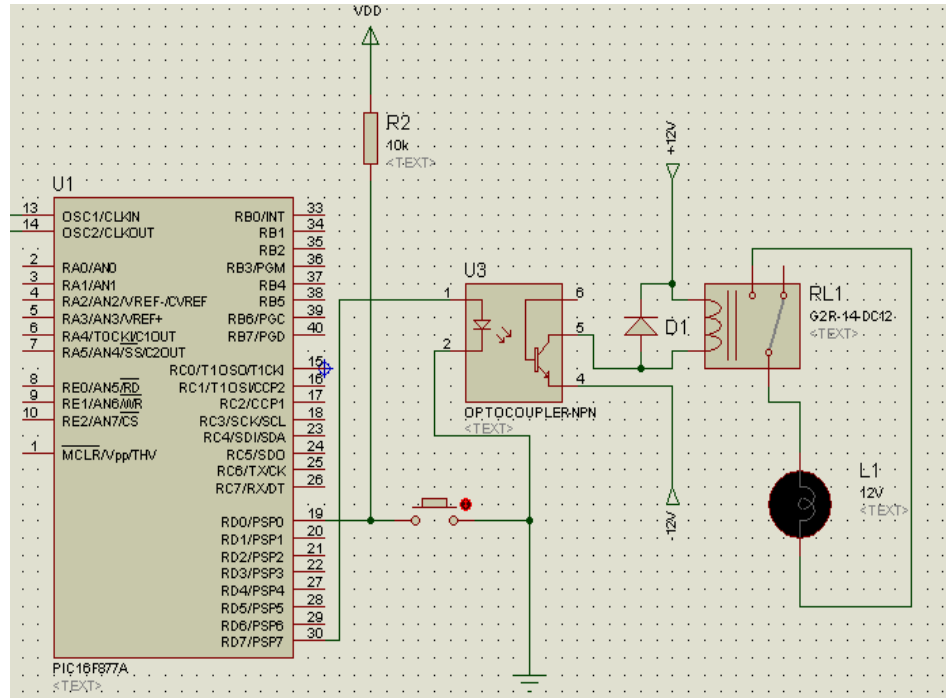 VDD
R2
10k
<TEXT>
U1
13 OSC1/CLKIN
14 OSC2/CLKOUT
2 RA0/AN0
3 RA1/AN1
4 RA2/AN2/VREF-/CVREF
5 RA3/AN3/VREF+
6 RA4/T0CKI/C1OUT
7 RA5/AN4/SS/C2OUT
8 RE0/AN5/RD
9 RE1/AN6/WR
10 RE2/AN7/CS
1 MCLR/Vpp/THV
RB0/INT 33
RB1 34
RB2 35
RB3/PGM 36
RB4 37
RB5 38
RB6/PGC 39
RB7/PGD 40
RC0/T1OSO/T1CKI 15
RC1/T1OSI/CCP2 16
RC2/CCP1 17
RC3/SCK/SCL 18
RC4/SDI/SDA 23
RC5/SDO 24
RC6/TX/CK 25
RC7/RX/DT 26
RD0/PSP0 19
RD1/PSP1 20
RD2/PSP2 21
RD3/PSP3 22
RD4/PSP4 27
RD5/PSP5 28
RD6/PSP6 29
RD7/PSP7 30
PIC16F877A
<TEXT>
U3
1
2
6
5
4
OPTOCOUPLER-NPN
<TEXT>
+12V
D1
-12V
RL1
G2R-14-DC12
<TEXT>
L1
12V
<TEXT>